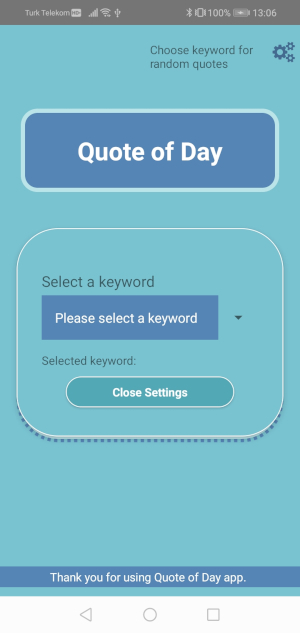 Turk Telekom HD 100% 13:06
Choose keyword for
random quotes
Quote of Day
Select a keyword
Please select a keyword
Selected keyword:
Close Settings
Thank you for using Quote of Day app.